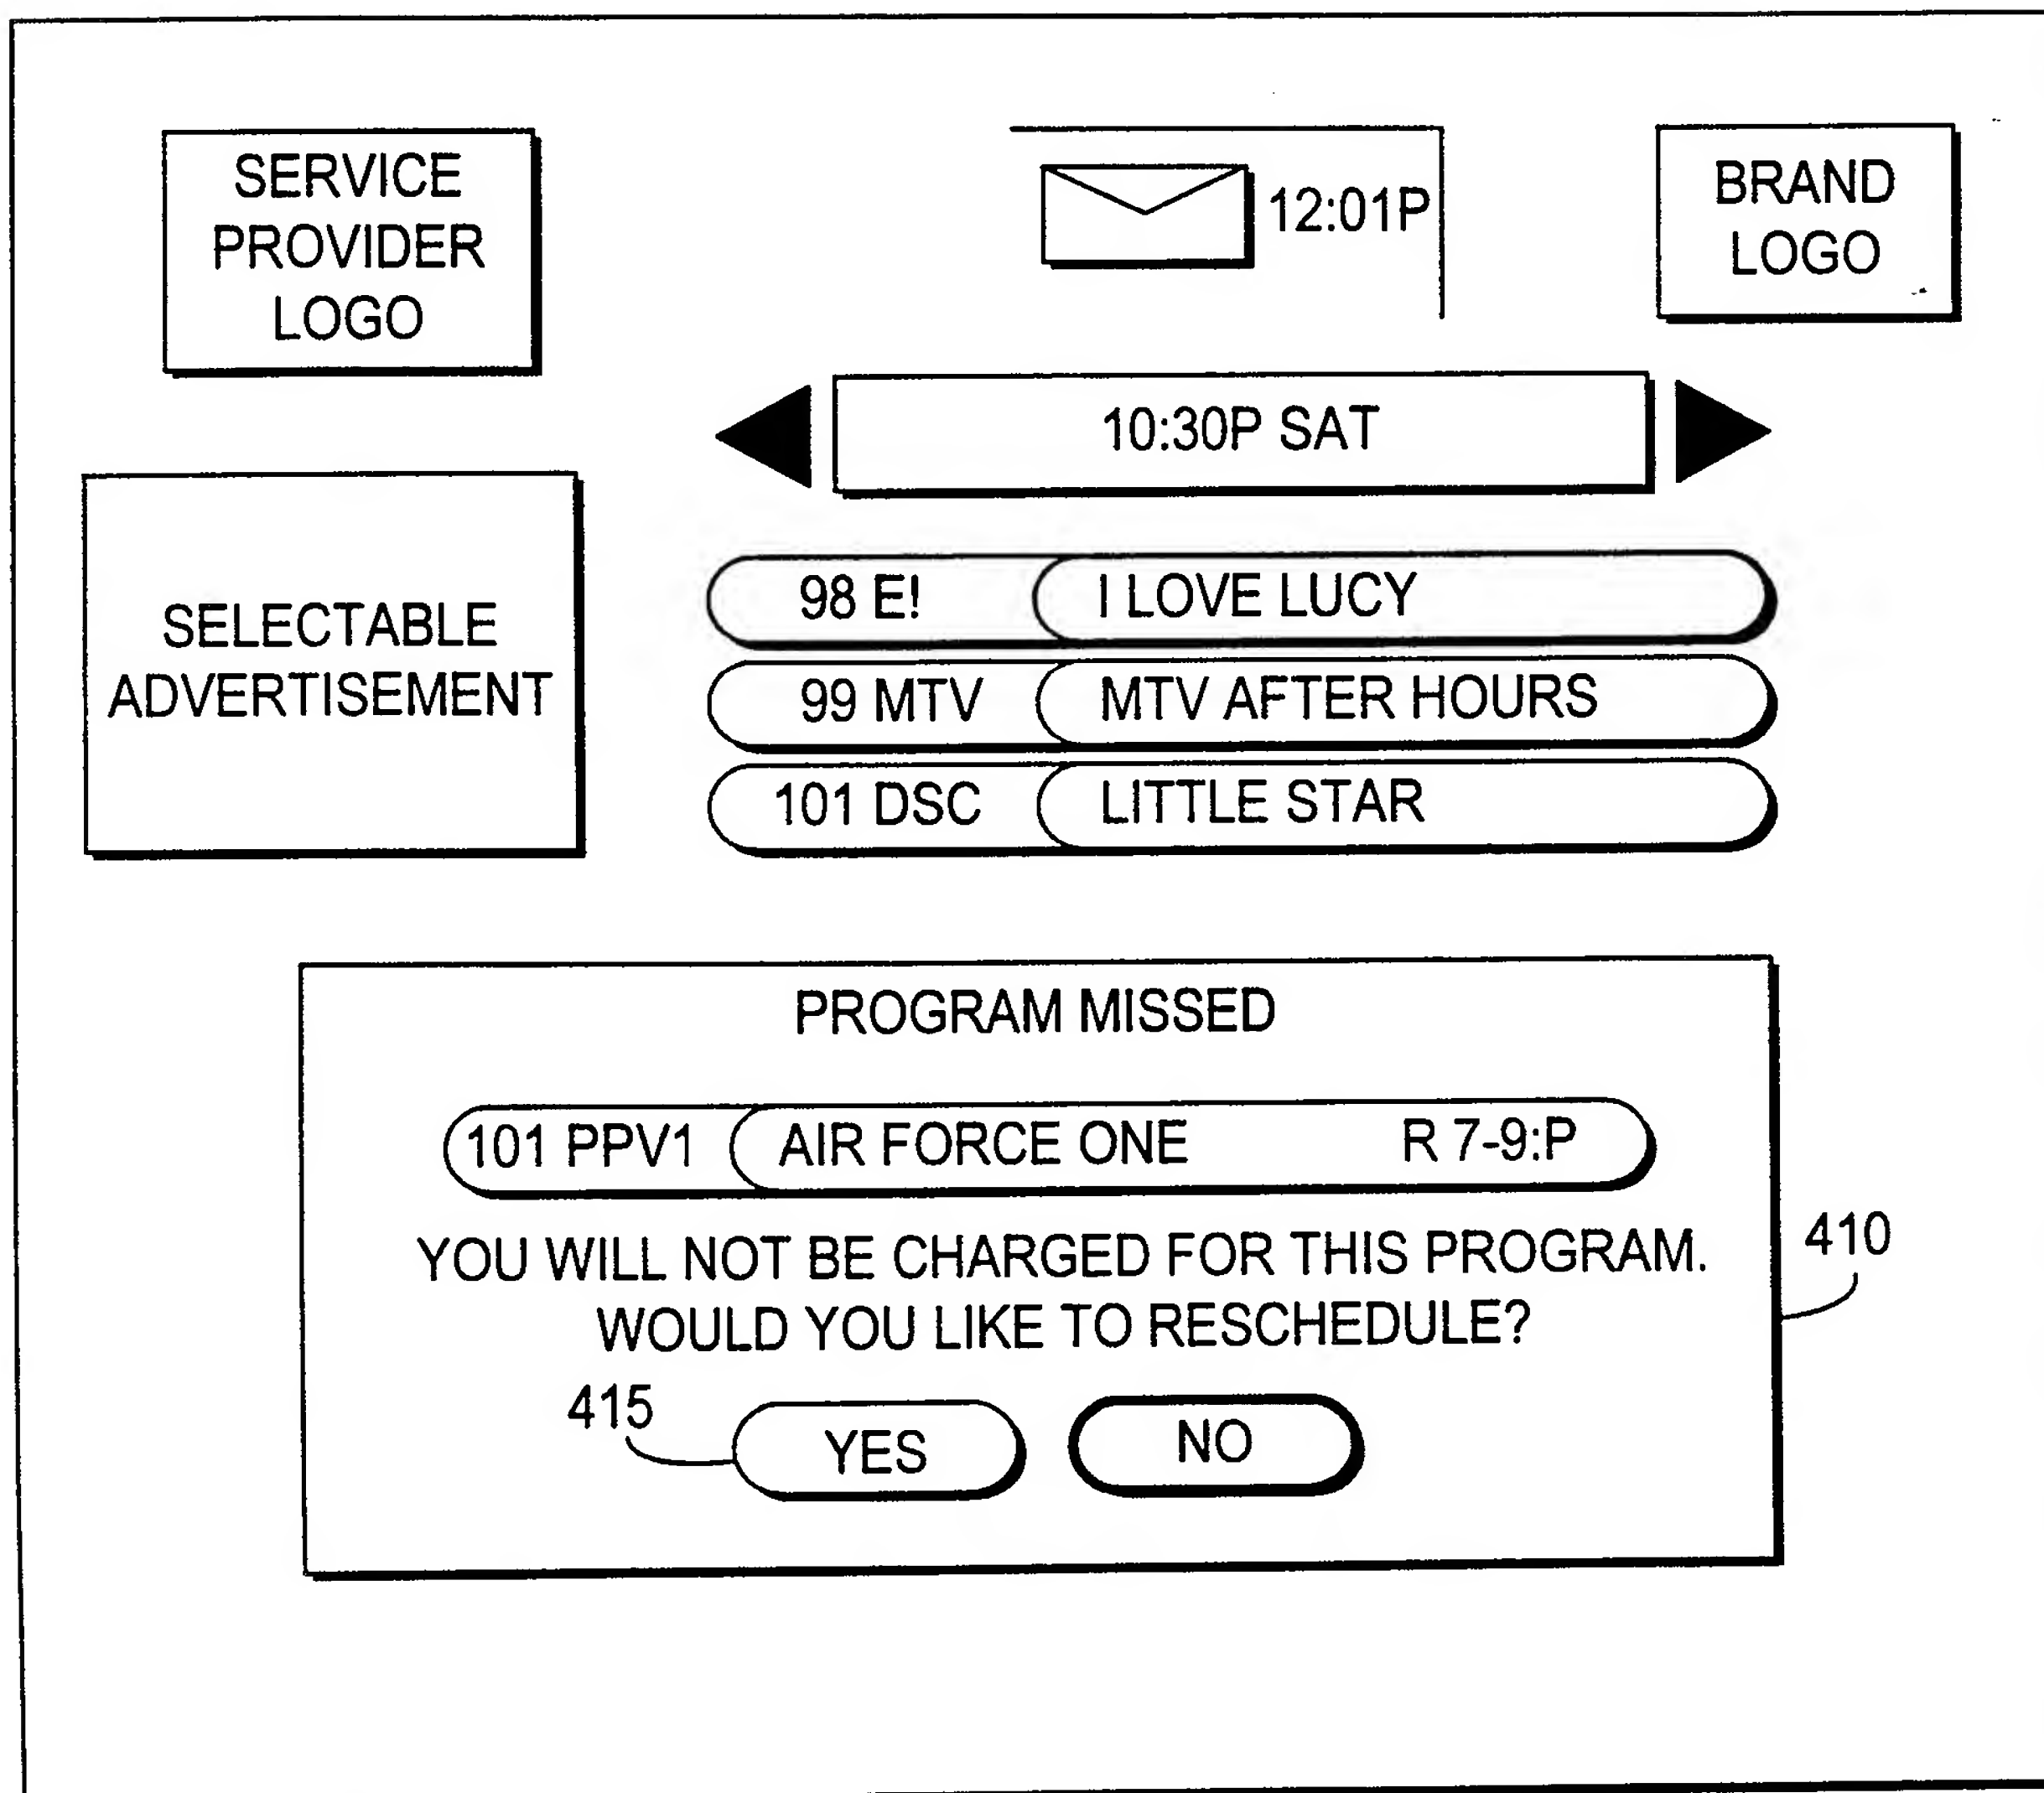 SERVICE
PROVIDER
LOGO
12:01P
BRAND
LOGO
10:30P SAT
SELECTABLE
ADVERTISEMENT
98 E! I LOVE LUCY
99 MTV MTV AFTER HOURS
101 DSC LITTLE STAR
PROGRAM MISSED
101 PPV1 AIR FORCE ONE R 7-9:P
YOU WILL NOT BE CHARGED FOR THIS PROGRAM.
WOULD YOU LIKE TO RESCHEDULE?
410
415
YES NO